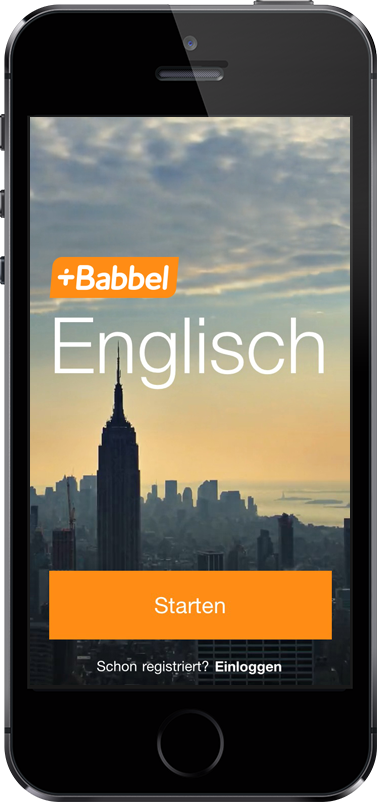 +Babbel
Englisch
Starten
Schon registriert? Einloggen